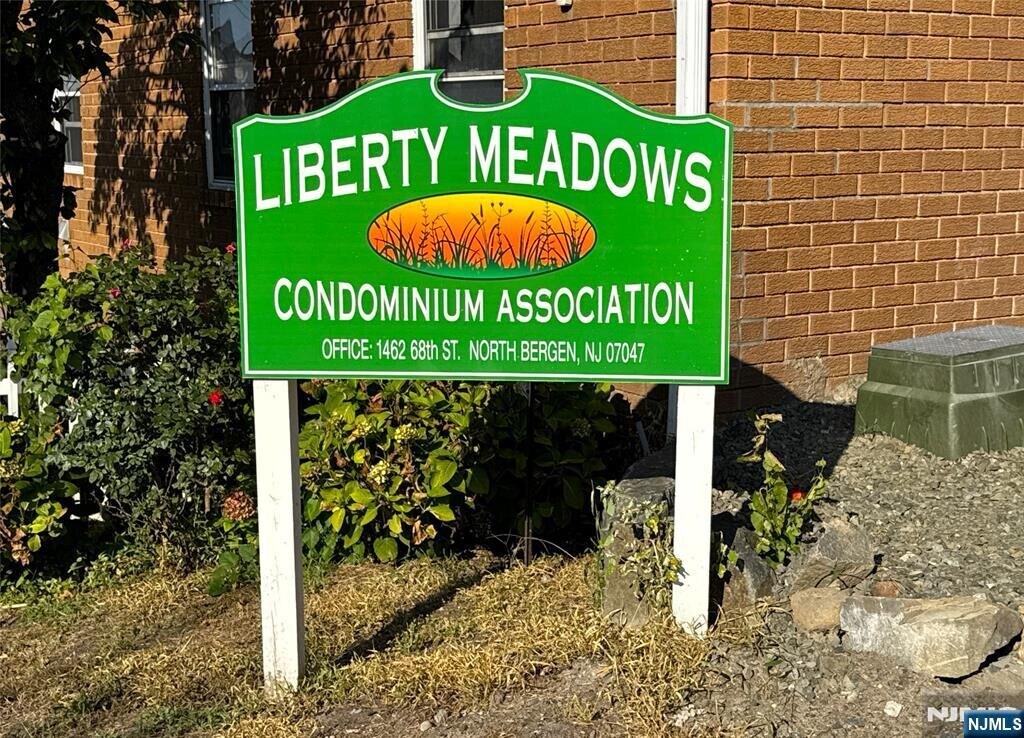 LIBERTY MEADOWS
CONDOMINIUM ASSOCIATION
OFFICE: 1462 68th ST. NORTH BERGEN, NJ 07047
NJMLS